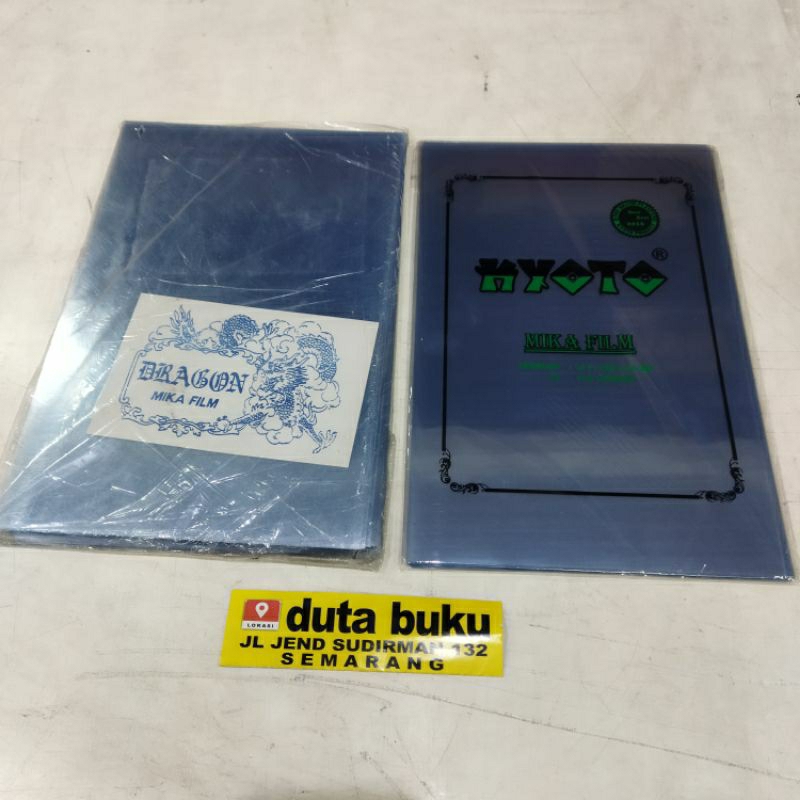 DRAGON
MIKA FILM
KYOTO®
MIKA FILM
LOKASI
duta buku
JL JEND SUDIRMAN 132
SEMARANG